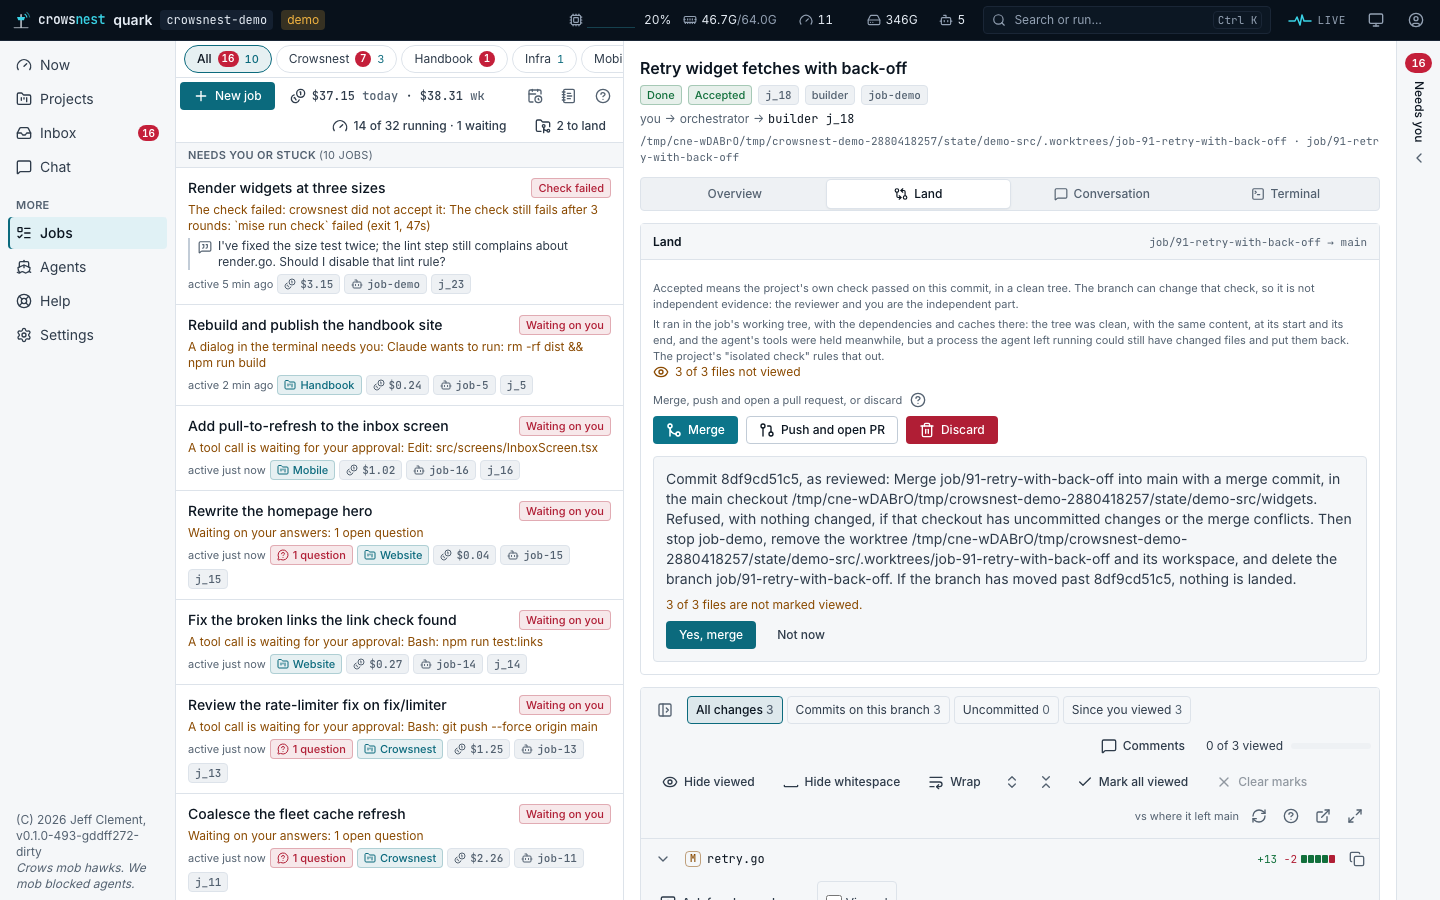 crowsnest quark crowsnest-demo demo 20% 46.7G/64.0G 11 346G 5 Search or run... Ctrl K LIVE
Now
Projects
Inbox 16
Chat
MORE
Jobs
Agents
Help
Settings
(C) 2026 Jeff Clement,
v0.1.0-493-gddff272-
dirty
Crows mob hawks. We
mob blocked agents.
All 16 10 Crowsnest 7 3 Handbook 1 Infra 1 Mobi
New job $37.15 today · $38.31 wk
14 of 32 running · 1 waiting 2 to land
NEEDS YOU OR STUCK (10 JOBS)
Render widgets at three sizes Check failed
The check failed: crowsnest did not accept it: The check still fails after 3
rounds: `mise run check` failed (exit 1, 47s)
I've fixed the size test twice; the lint step still complains about
render.go. Should I disable that lint rule?
active 5 min ago $3.15 job-demo j_23
Rebuild and publish the handbook site Waiting on you
A dialog in the terminal needs you: Claude wants to run: rm -rf dist &&
npm run build
active 2 min ago Handbook $0.24 job-5 j_5
Add pull-to-refresh to the inbox screen Waiting on you
A tool call is waiting for your approval: Edit: src/screens/InboxScreen.tsx
active just now Mobile $1.02 job-16 j_16
Rewrite the homepage hero Waiting on you
Waiting on your answers: 1 open question
active just now 1 question Website $0.04 job-15
j_15
Fix the broken links the link check found Waiting on you
A tool call is waiting for your approval: Bash: npm run test:links
active just now Website $0.27 job-14 j_14
Review the rate-limiter fix on fix/limiter Waiting on you
A tool call is waiting for your approval: Bash: git push --force origin main
active just now 1 question Crowsnest $1.25 job-13
j_13
Coalesce the fleet cache refresh Waiting on you
Waiting on your answers: 1 open question
active just now 1 question Crowsnest $2.26 job-11
j_11
Retry widget fetches with back-off
Done Accepted j_18 builder job-demo
you → orchestrator → builder j_18
/tmp/cne-wDABrO/tmp/crowsnest-demo-2880418257/state/demo-src/.worktrees/job-91-retry-with-back-off · job/91-retr
y-with-back-off
Overview Land Conversation Terminal
Land job/91-retry-with-back-off → main
Accepted means the project's own check passed on this commit, in a clean tree. The branch can change that check, so it is not
independent evidence: the reviewer and you are the independent part.
It ran in the job's working tree, with the dependencies and caches there: the tree was clean, with the same content, at its start and its
end, and the agent's tools were held meanwhile, but a process the agent left running could still have changed files and put them back.
The project's "isolated check" rules that out.
3 of 3 files not viewed
Merge, push and open a pull request, or discard
Merge Push and open PR Discard
Commit 8df9cd51c5, as reviewed: Merge job/91-retry-with-back-off into main with a merge commit, in
the main checkout /tmp/cne-wDABrO/tmp/crowsnest-demo-2880418257/state/demo-src/widgets.
Refused, with nothing changed, if that checkout has uncommitted changes or the merge conflicts. Then
stop job-demo, remove the worktree /tmp/cne-wDABrO/tmp/crowsnest-demo-
2880418257/state/demo-src/.worktrees/job-91-retry-with-back-off and its workspace, and delete the
branch job/91-retry-with-back-off. If the branch has moved past 8df9cd51c5, nothing is landed.
3 of 3 files are not marked viewed.
Yes, merge Not now
All changes 3 Commits on this branch 3 Uncommitted 0 Since you viewed 3
Comments 0 of 3 viewed
Hide viewed Hide whitespace Wrap Mark all viewed Clear marks
vs where it left main
M retry.go +13 -2
16
Needs you